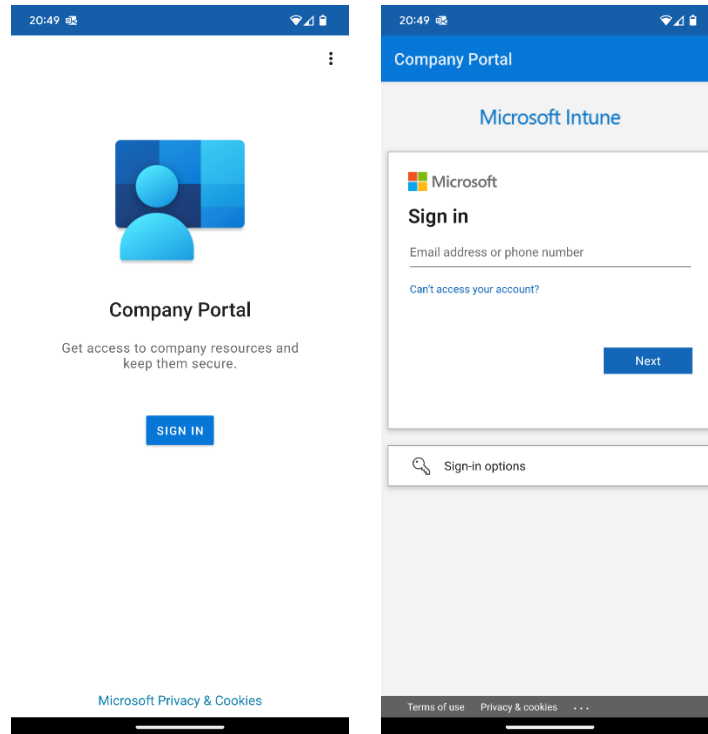 20:49
Company Portal
Get access to company resources and
keep them secure.
SIGN IN
Microsoft Privacy & Cookies
20:49
Company Portal
Microsoft Intune
Microsoft
Sign in
Email address or phone number
Can't access your account?
Next
Sign-in options
Terms of use Privacy & cookies ...